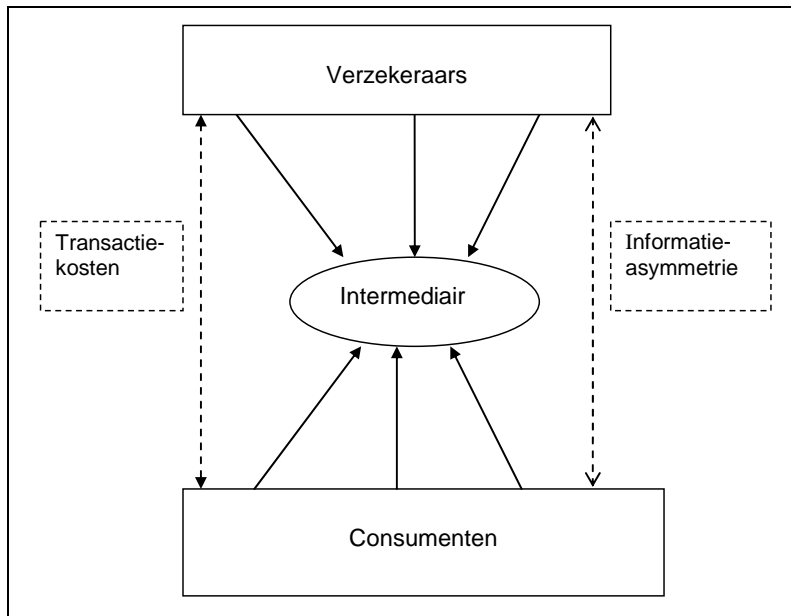 Verzekeraars
Transactie-
kosten
Informatie-
asymmetrie
Intermediair
Consumenten